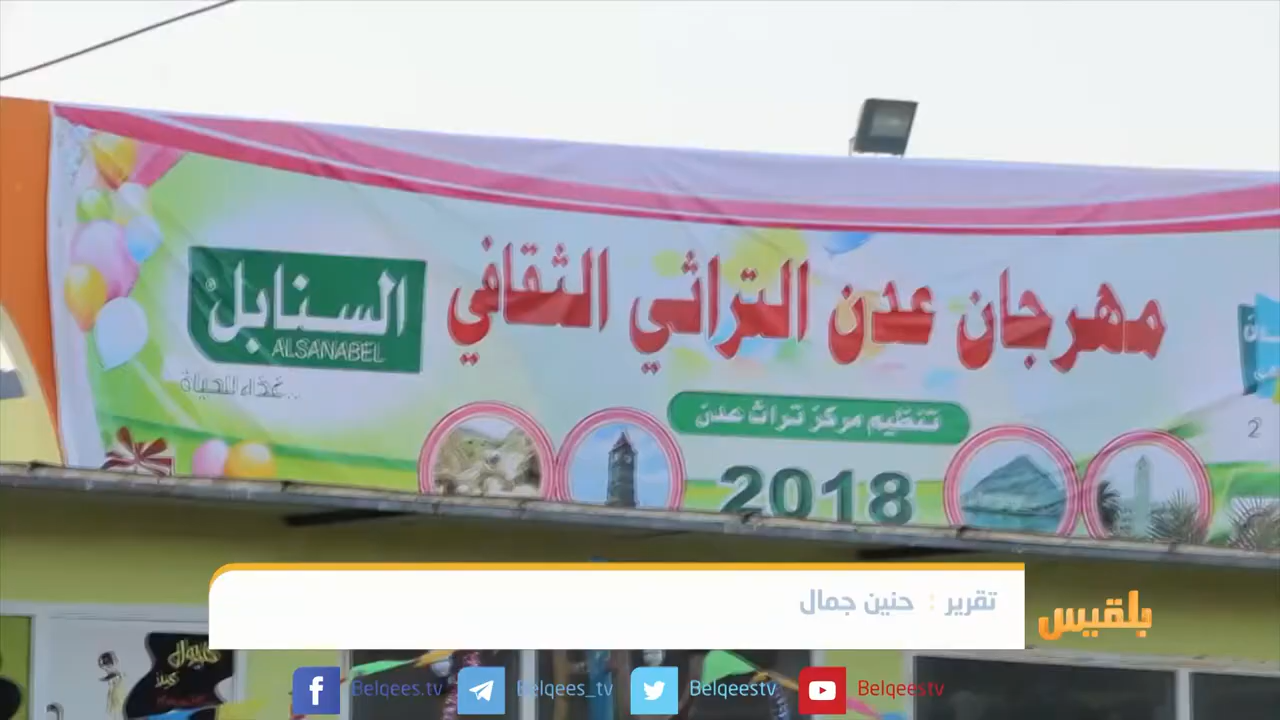 مهرجان عدن التراثي الثقافي
السنابل
ALSANABEL
غذاء للحياة..
تنظيم مركز تراث عدن
2018
2
تقرير : حنين جمال
بلقيس
Belqees.tv
Belqees_tv
Belqeestv
Belqeestv